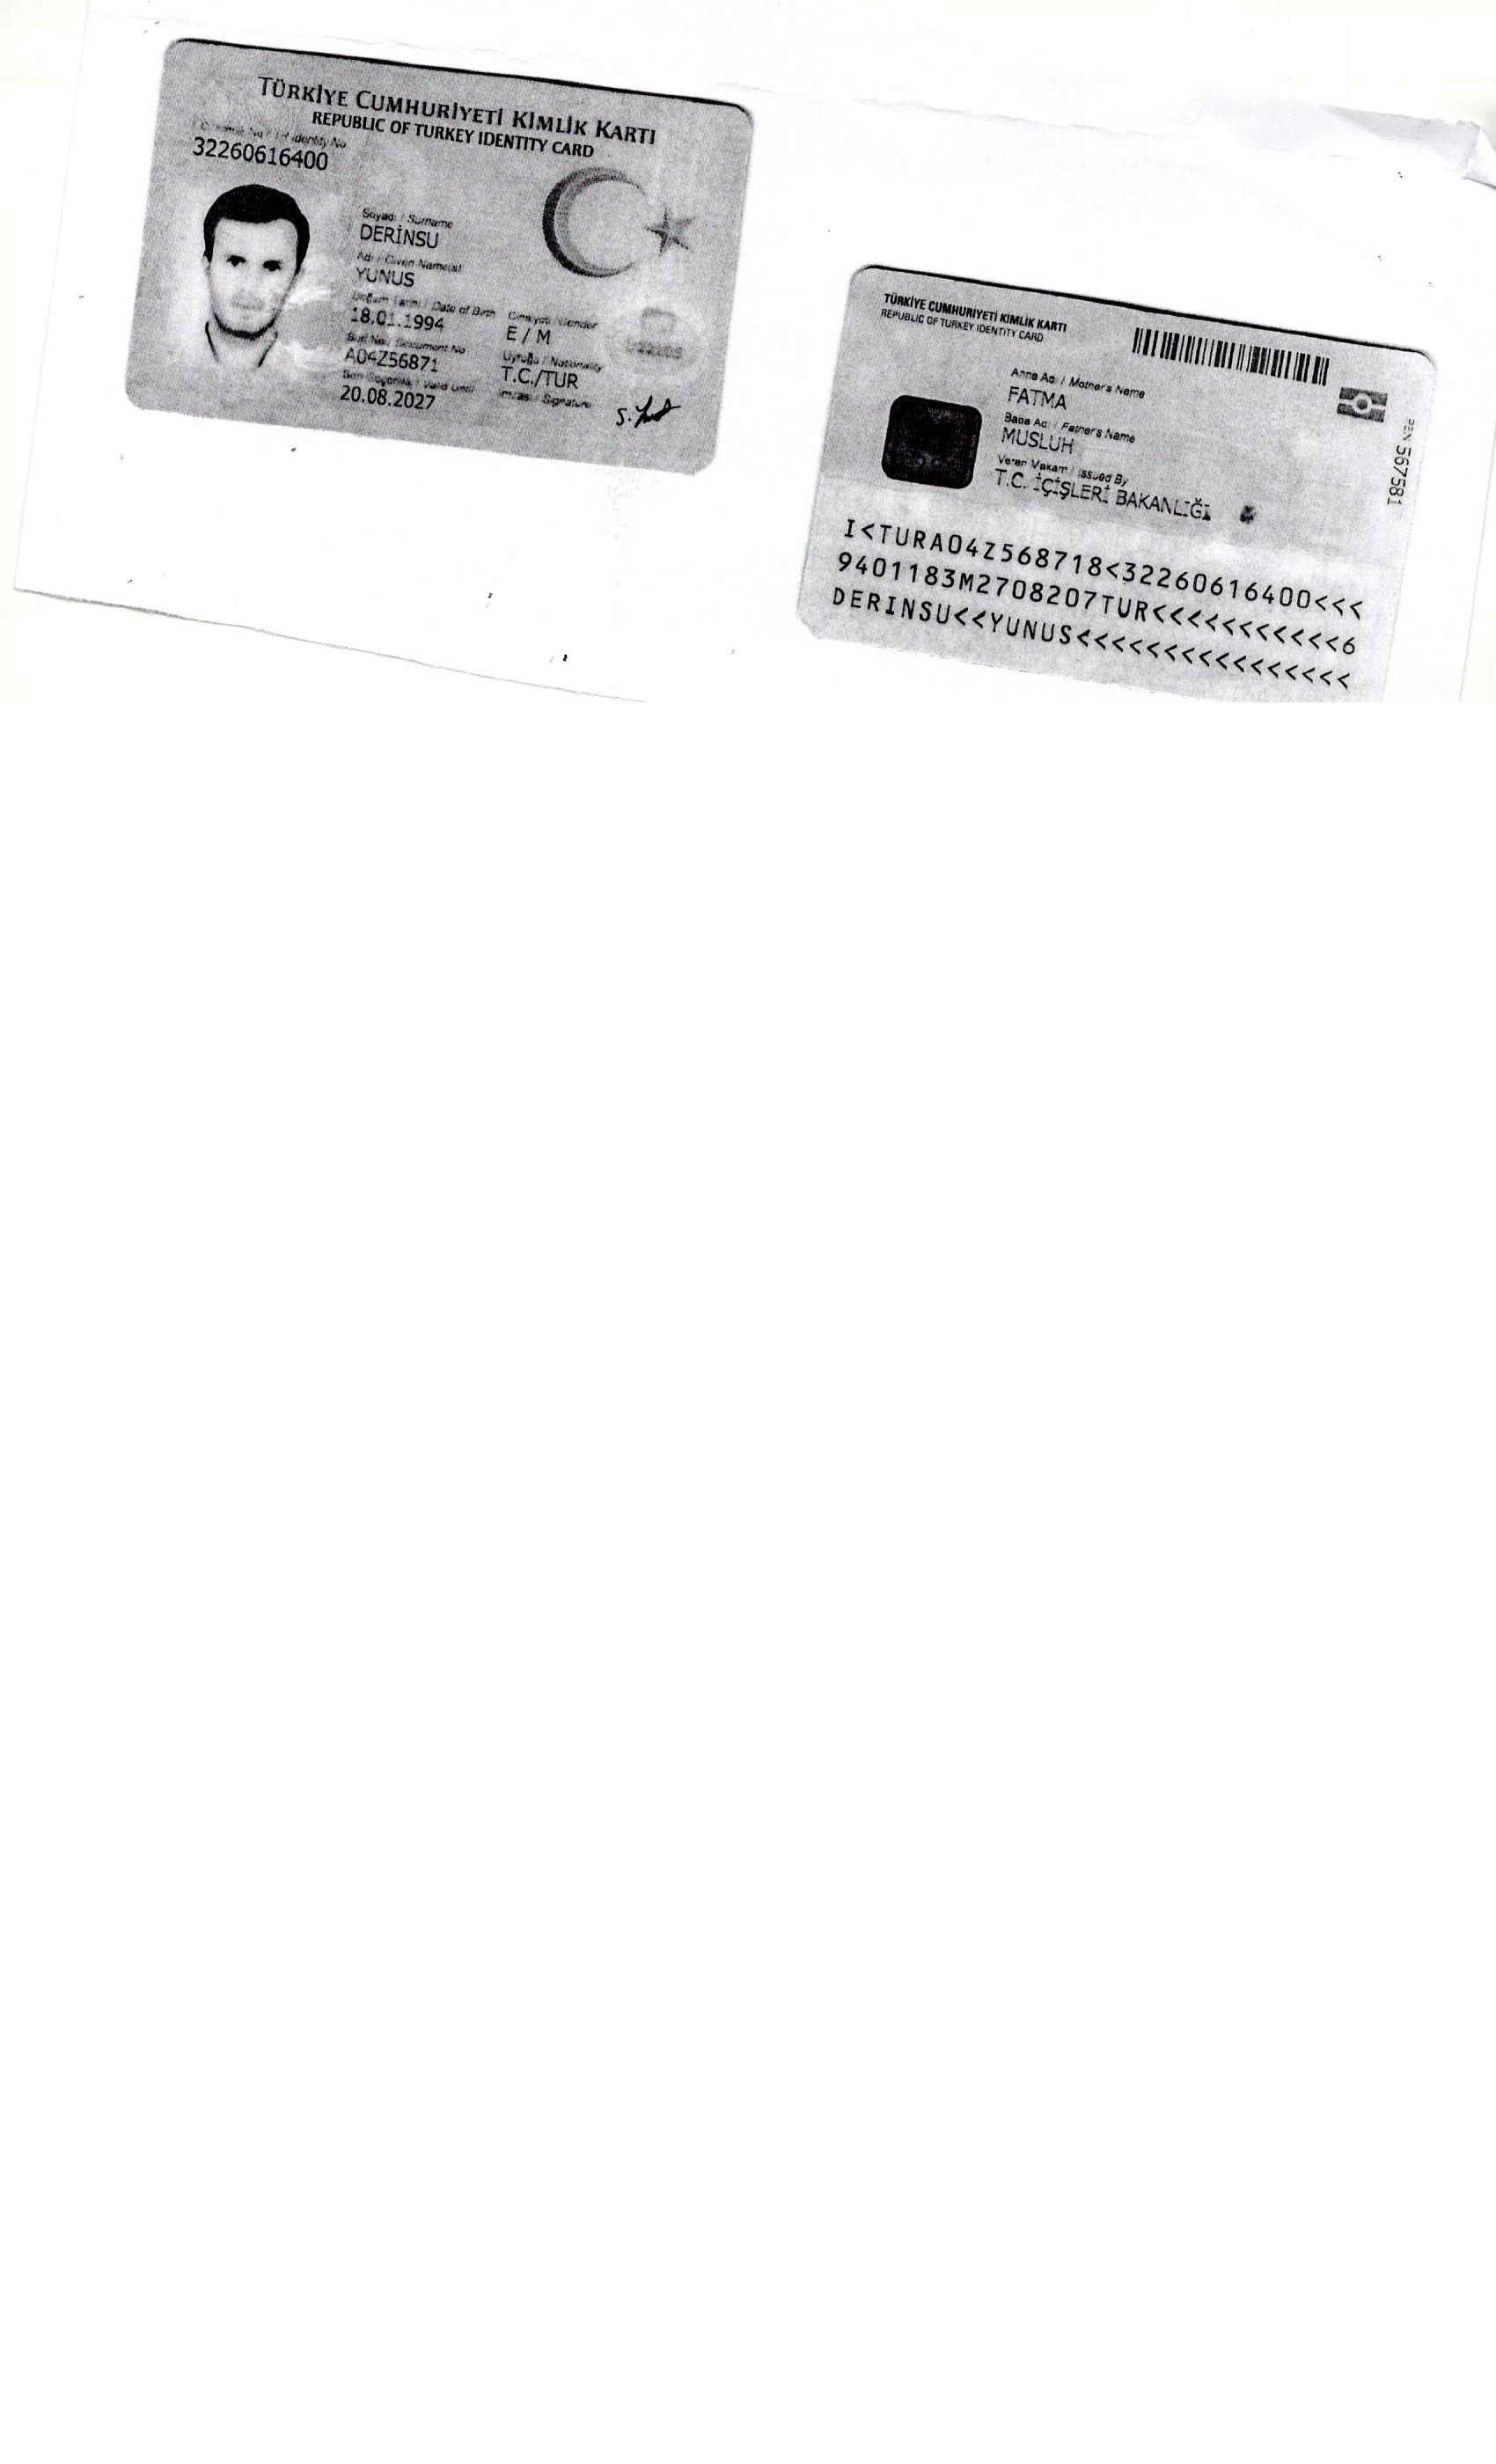 TÜRKİYE CUMHURİYETİ KİMLİK KARTI
REPUBLIC OF TURKEY IDENTITY CARD
Identity No
32260616400
Soyadı / Surname
DERİNSU
Adı / Given Name(s)
YUNUS
Doğum Tarihi / Date of Birth Cinsiyeti / Gender
18.01.1994 E / M
Seri No / Document No Uyruğu / Nationality
A04Z56871 T.C./TUR
Son Geçerlilik / Valid Until İmzası / Signature
20.08.2027
TÜRKİYE CUMHURİYETİ KİMLİK KARTI
REPUBLIC OF TURKEY IDENTITY CARD
Anne Adı / Mother's Name
FATMA
Baba Adı / Father's Name
MUSLUH
Veren Makam / Issued By
T.C. İÇİŞLERİ BAKANLIĞI
567581
I<TURA04Z568718<32260616400<<<
9401183M2708207TUR<<<<<<<<<<<6
DERINSU<<YUNUS<<<<<<<<<<<<<<<<